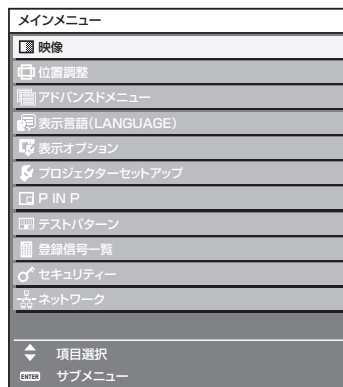 メインメニュー
映像
位置調整
アドバンスドメニュー
表示言語(LANGUAGE)
表示オプション
プロジェクターセットアップ
P IN P
テストパターン
登録信号一覧
セキュリティー
ネットワーク
項目選択
ENTER サブメニュー